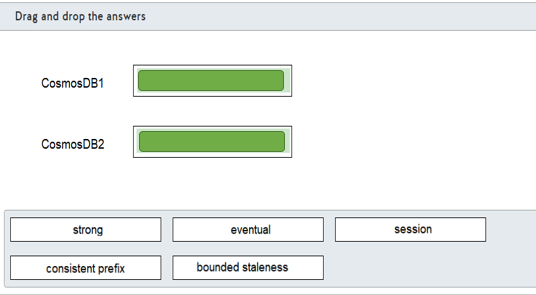 Drag and drop the answers
CosmosDB1
CosmosDB2
strong eventual session
consistent prefix bounded staleness